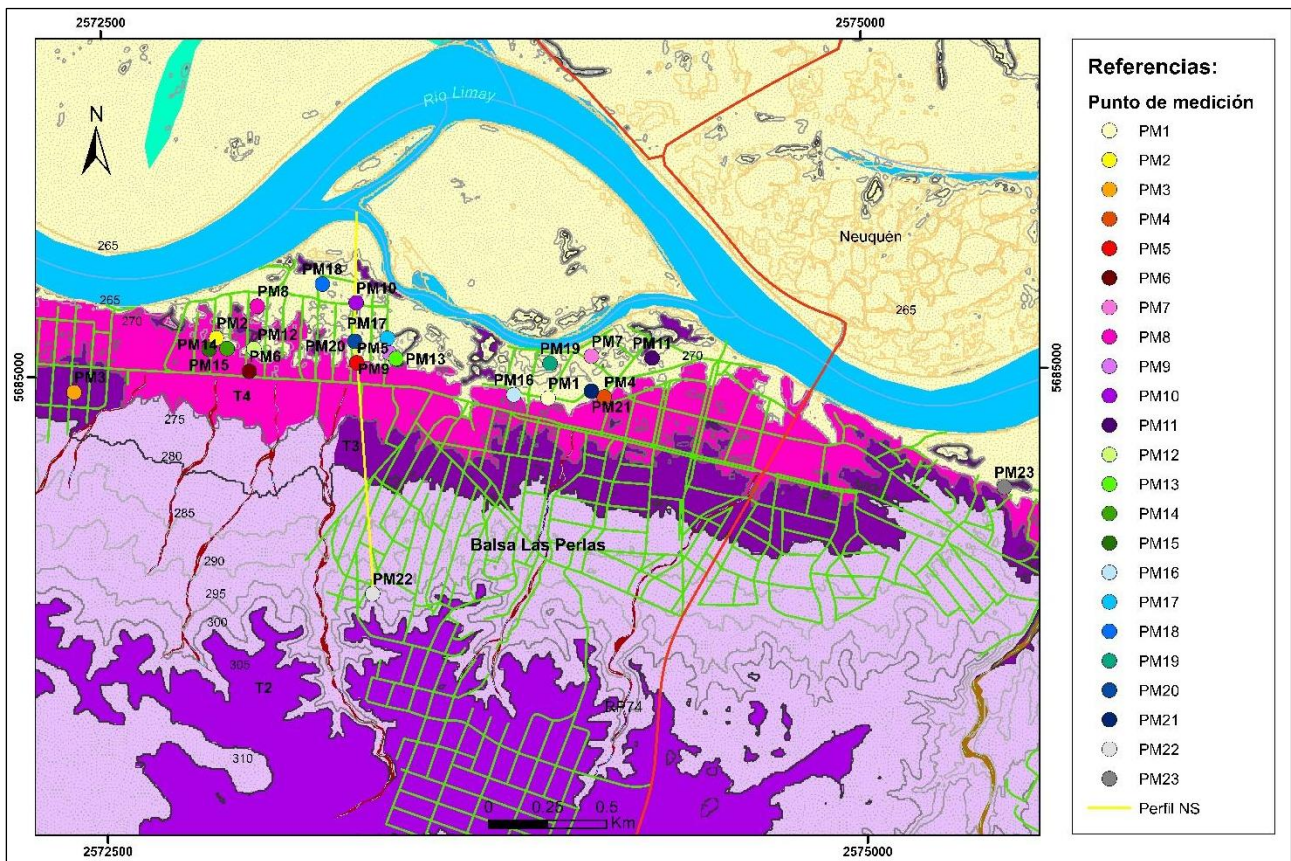 2572500
2575000
Río Limay
N
265
Neuquén
265
265
270
PM18
PM8
PM10
PM2
PM12
PM17
PM7
PM11
270
PM14
PM20
PM5
PM19
PM15
PM6
PM9
PM13
5685000
5685000
PM3
PM16
PM1
PM4
PM21
T4
275
T3
280
PM23
285
Balsa Las Perlas
290
PM22
295
300
305
T2
RP74
310
0
0.25
0.5
Km
2572500
2575000
Referencias:
Punto de medición
PM1
PM2
PM3
PM4
PM5
PM6
PM7
PM8
PM9
PM10
PM11
PM12
PM13
PM14
PM15
PM16
PM17
PM18
PM19
PM20
PM21
PM22
PM23
Perfil NS